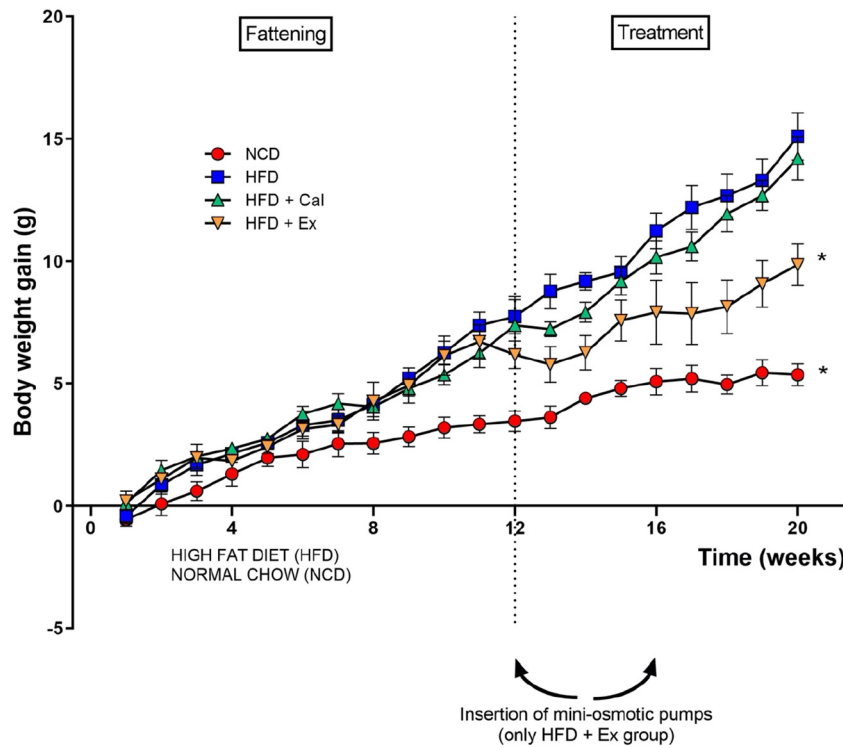 20
Fattening
Treatment
15
NCD
HFD
HFD + Cal
HFD + Ex
10
Body weight gain (g)
*
5
*
0
0
4
8
12
16
20
HIGH FAT DIET (HFD)
NORMAL CHOW (NCD)
Time (weeks)
-5
Insertion of mini-osmotic pumps
(only HFD + Ex group)